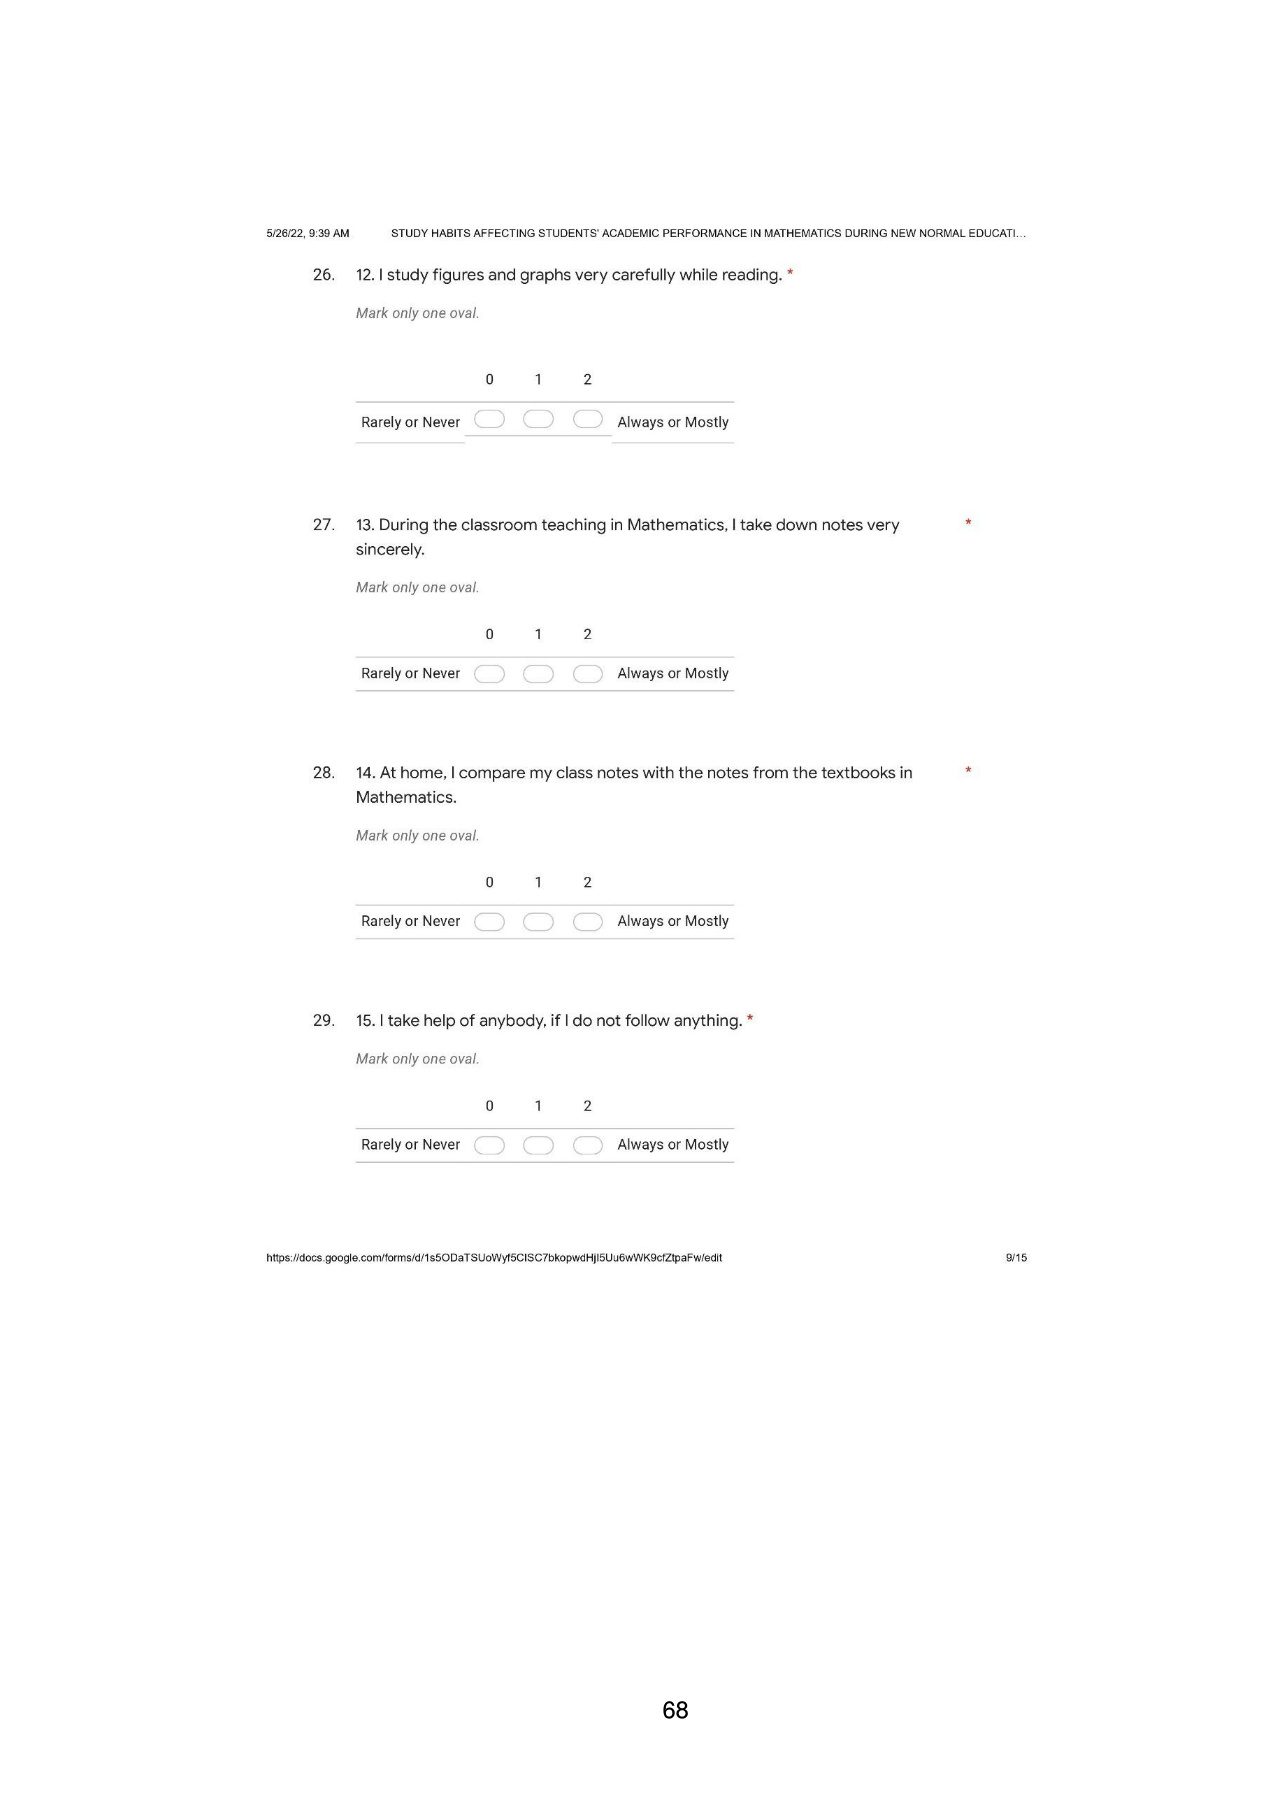 5/26/22, 9:39 AM STUDY HABITS AFFECTING STUDENTS' ACADEMIC PERFORMANCE IN MATHEMATICS DURING NEW NORMAL EDUCATI...
26. 12. I study figures and graphs very carefully while reading. *
Mark only one oval.
0 1 2
Rarely or Never Always or Mostly
27. 13. During the classroom teaching in Mathematics, I take down notes very *
sincerely.
Mark only one oval.
0 1 2
Rarely or Never Always or Mostly
28. 14. At home, I compare my class notes with the notes from the textbooks in *
Mathematics.
Mark only one oval.
0 1 2
Rarely or Never Always or Mostly
29. 15. I take help of anybody, if I do not follow anything. *
Mark only one oval.
0 1 2
Rarely or Never Always or Mostly
https://docs.google.com/forms/d/1s5ODaTSUoWyf5CISC7bkopwdHjI5Uu6wWK9cfZtpaFw/edit 9/15
68